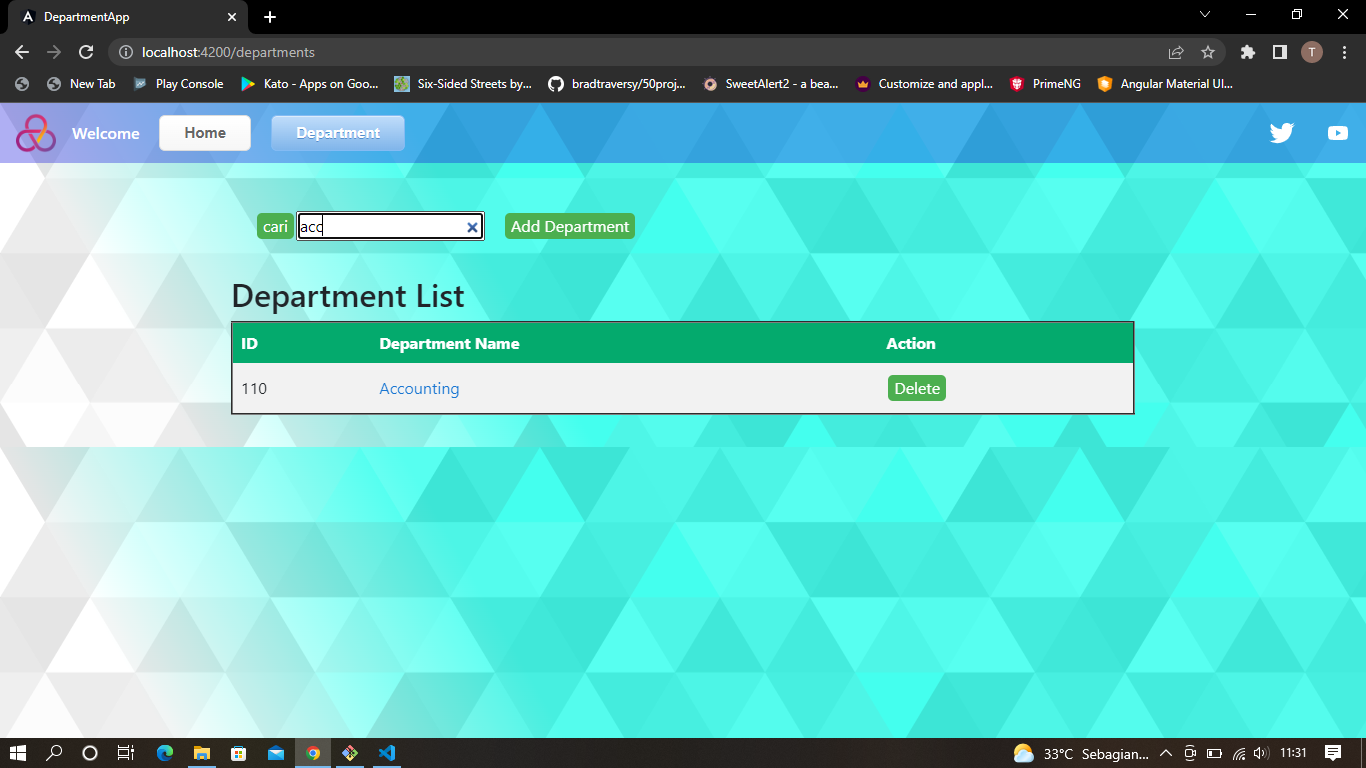 DepartmentApp
localhost:4200/departments
T
New Tab
Play Console
Kato - Apps on Goo...
Six-Sided Streets by...
bradtraversy/50proj...
SweetAlert2 - a bea...
Customize and appl...
PrimeNG
Angular Material UI...
Welcome
Home
Department
cari
acc
Add Department
Department List
ID Department Name Action
110 Accounting Delete
33°C Sebagian...
11:31